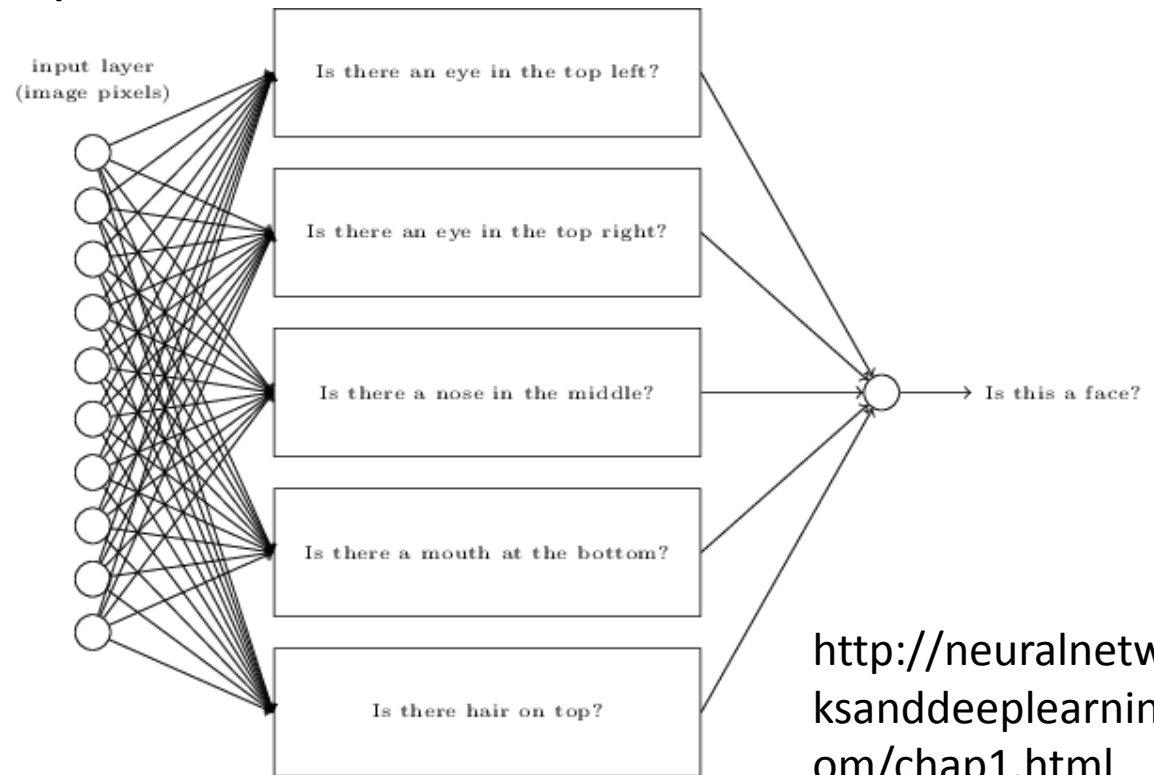 input layer
(image pixels)
Is there an eye in the top left?
Is there an eye in the top right?
Is there a nose in the middle?
Is there a mouth at the bottom?
Is there hair on top?
Is this a face?
http://neuralnetw
ksanddeeplearnin
om/chap1.html